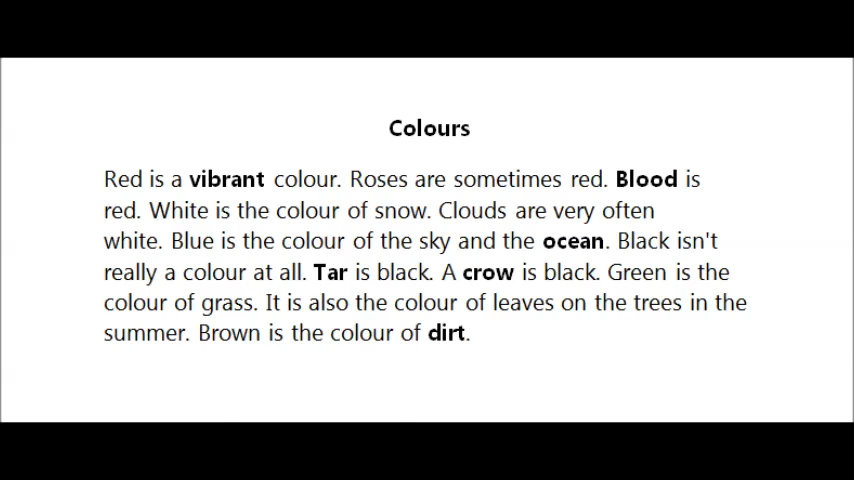 Colours
Red is a vibrant colour. Roses are sometimes red. Blood is
red. White is the colour of snow. Clouds are very often
white. Blue is the colour of the sky and the ocean. Black isn't
really a colour at all. Tar is black. A crow is black. Green is the
colour of grass. It is also the colour of leaves on the trees in the
summer. Brown is the colour of dirt.